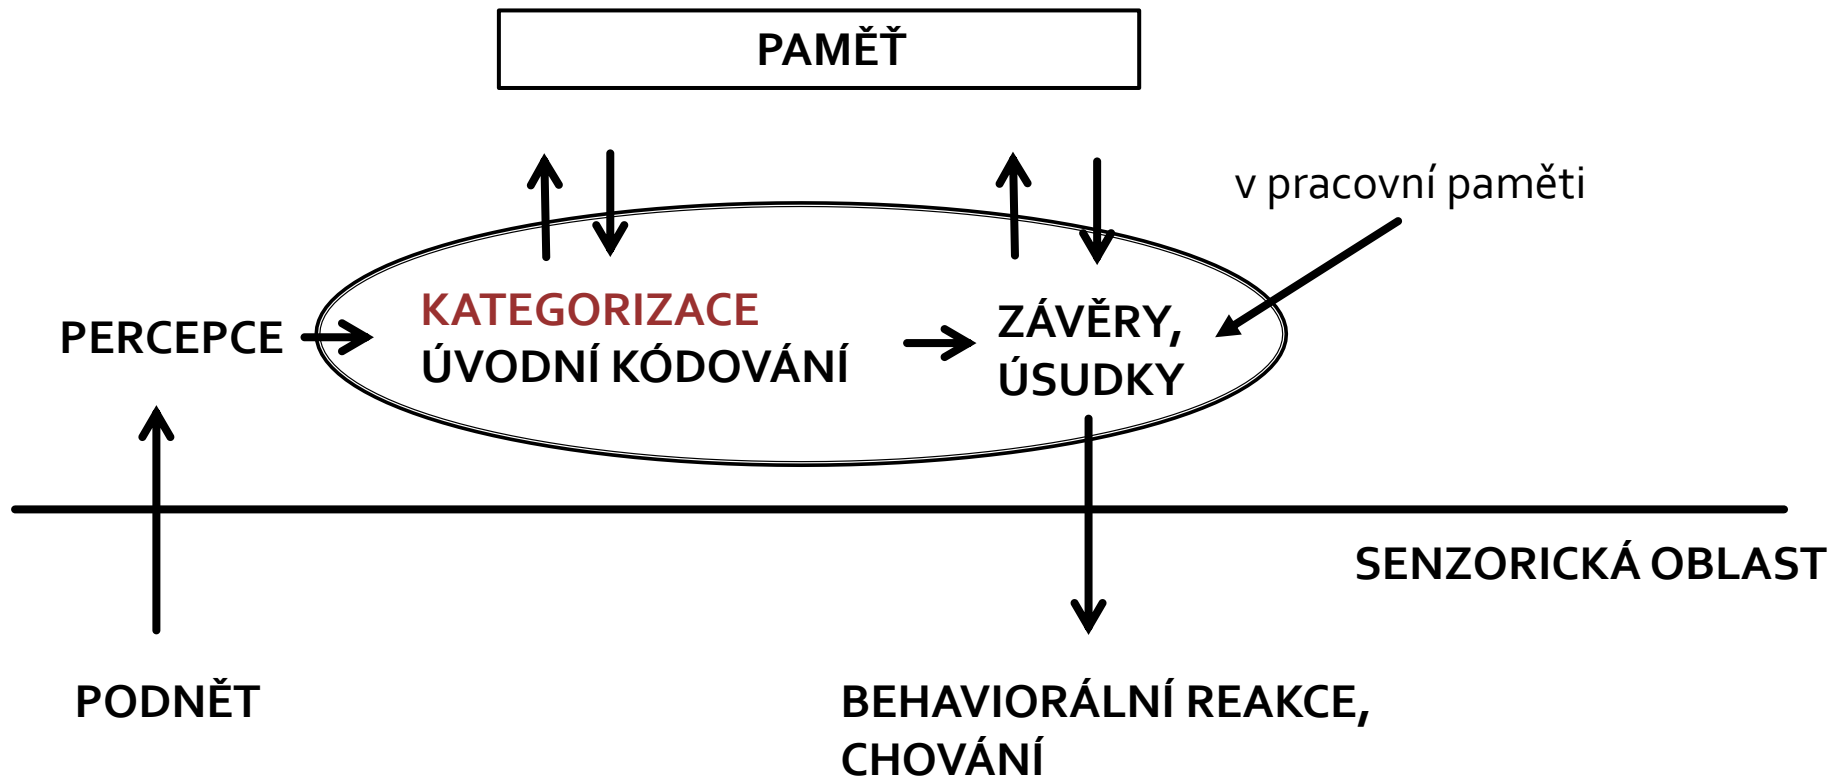 PAMĚŤ
v pracovní paměti
PERCEPCE
KATEGORIZACE
ÚVODNÍ KÓDOVÁNÍ
ZÁVĚRY,
ÚSUDKY
SENZORICKÁ OBLAST
PODNĚT
BEHAVIORÁLNÍ REAKCE,
CHOVÁNÍ